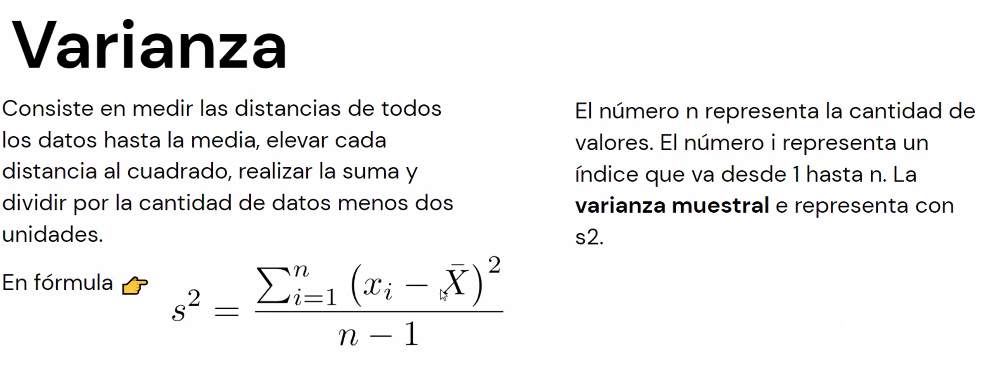 Varianza
Consiste en medir las distancias de todos
los datos hasta la media, elevar cada
distancia al cuadrado, realizar la suma y
dividir por la cantidad de datos menos dos
unidades.
En fórmula 👉 s² = \frac{\sum_{i=1}^{n} (x_i - \bar{X})^2}{n - 1}
El número n representa la cantidad de
valores. El número i representa un
índice que va desde 1 hasta n. La
varianza muestral e representa con
s2.